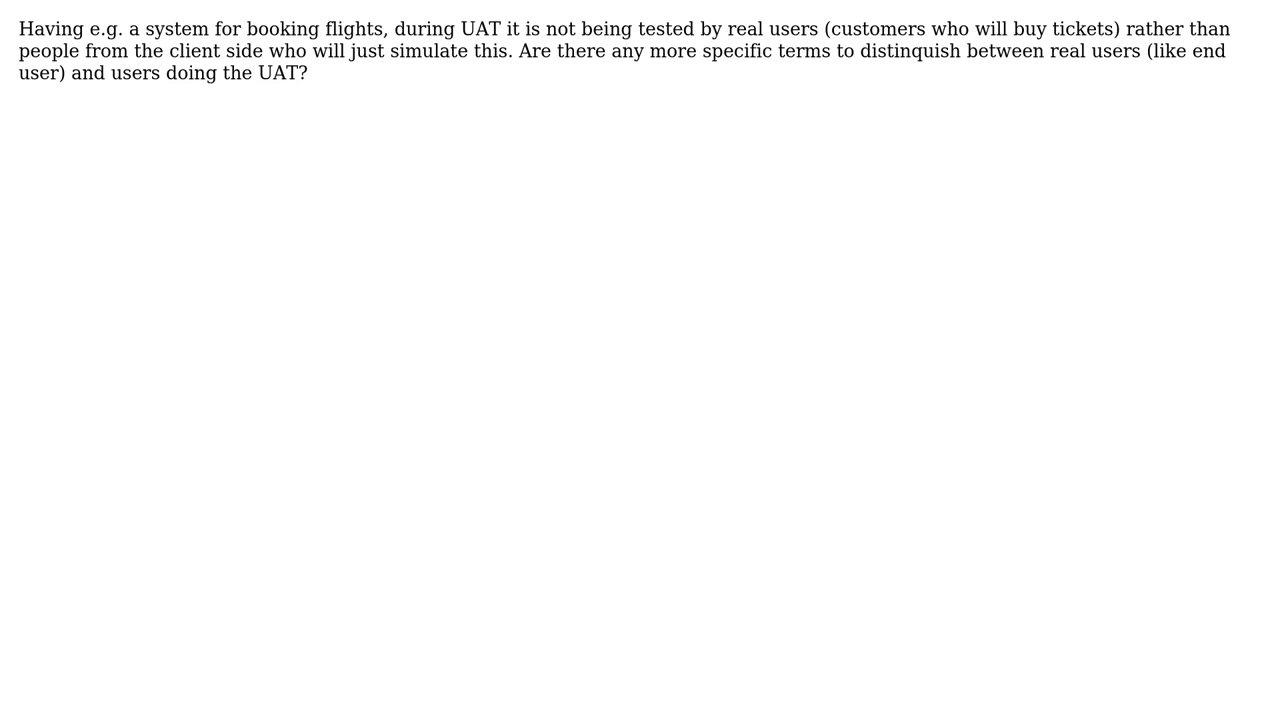 Having e.g. a system for booking flights, during UAT it is not being tested by real users (customers who will buy tickets) rather than
people from the client side who will just simulate this. Are there any more specific terms to distinquish between real users (like end
user) and users doing the UAT?